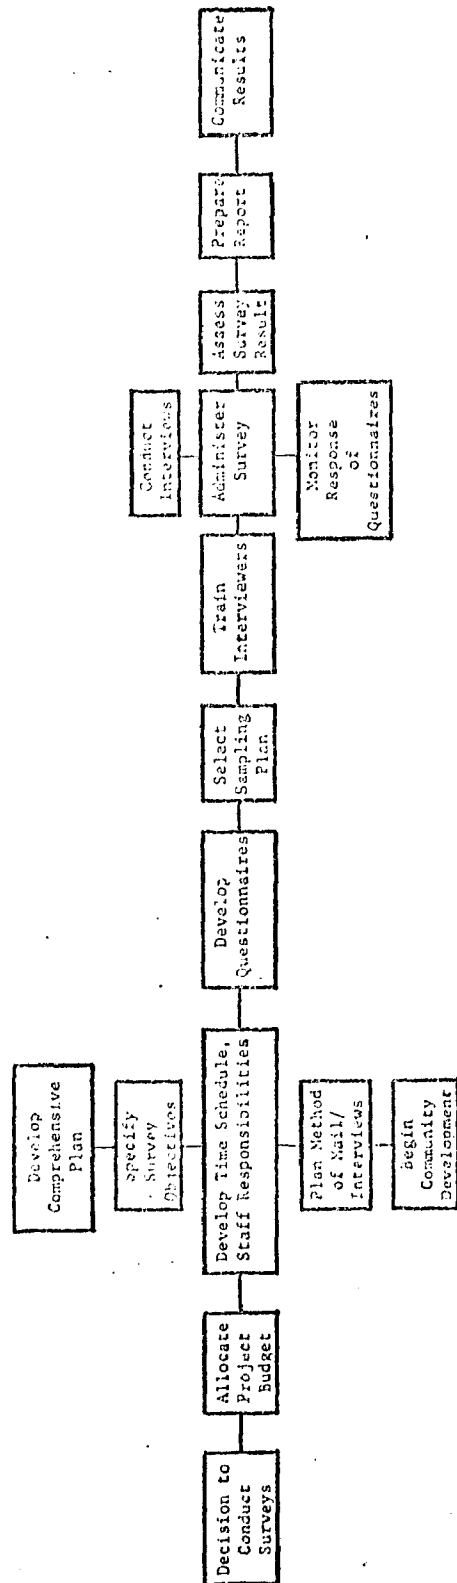 Decision to
Conduct
Surveys
Allocate
Project
Budget
Develop
Comprehensive
Plan
Specify
Survey
Objectives
Develop Time Schedule,
Staff Responsibilities
Plan Method
of Mail/
Interviews
Begin
Community
Development
Develop
Questionnaires
Select
Sampling
Plan
Train
Interviewers
Conduct
Interviews
Administer
Survey
Monitor
Response
of
Questionnaires
Assess
Survey
Result
Prepare
Report
Communicate
Results